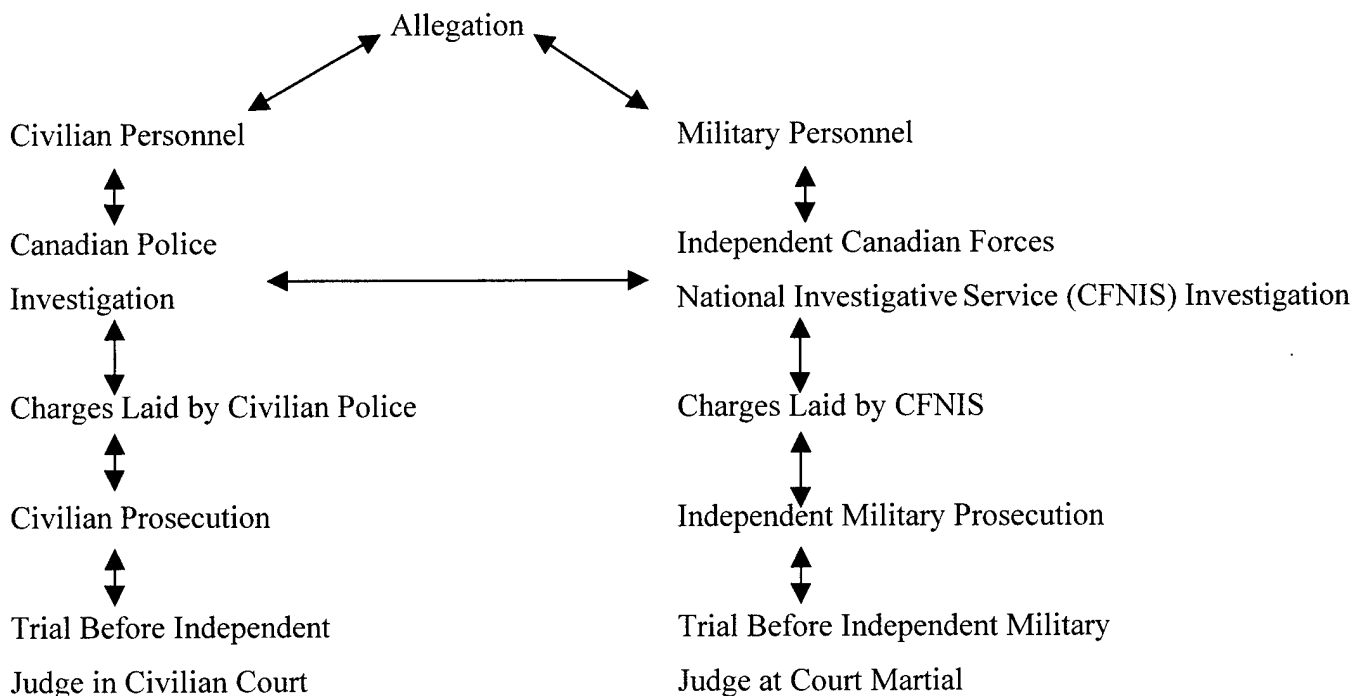 Allegation
Civilian Personnel
Military Personnel
Canadian Police
Investigation
Independent Canadian Forces
National Investigative Service (CFNIS) Investigation
Charges Laid by Civilian Police
Charges Laid by CFNIS
Civilian Prosecution
Independent Military Prosecution
Trial Before Independent
Judge in Civilian Court
Trial Before Independent Military
Judge at Court Martial